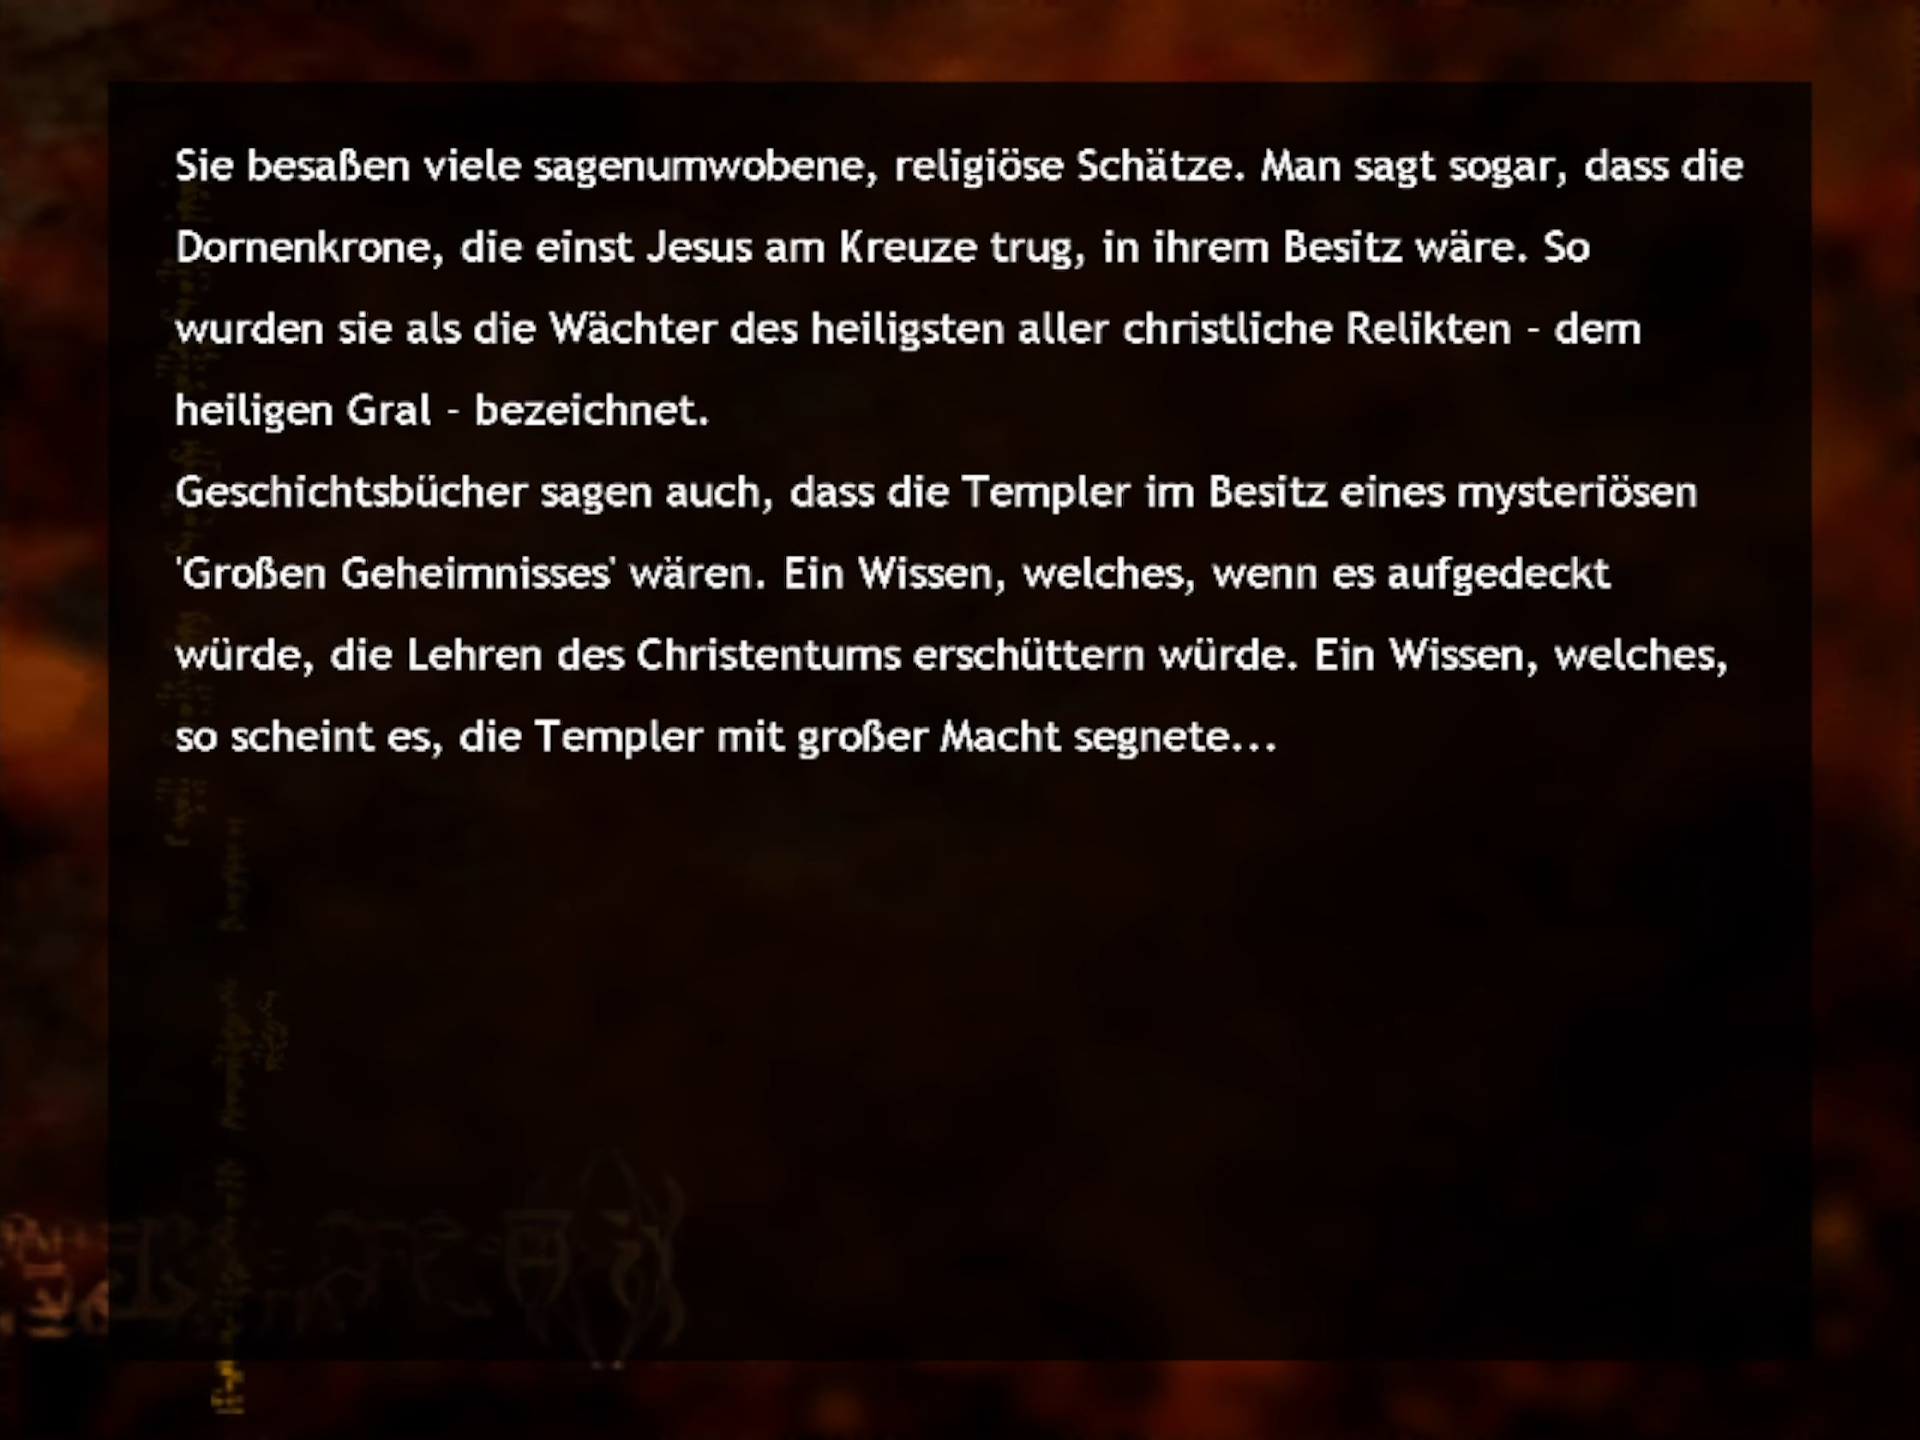 Sie besaßen viele sagenumwobene, religiöse Schätze. Man sagt sogar, dass die
Dornenkrone, die einst Jesus am Kreuze trug, in ihrem Besitz wäre. So
wurden sie als die Wächter des heiligsten aller christliche Relikten - dem
heiligen Gral - bezeichnet.
Geschichtsbücher sagen auch, dass die Templer im Besitz eines mysteriösen
'Großen Geheimnisses' wären. Ein Wissen, welches, wenn es aufgedeckt
würde, die Lehren des Christentums erschüttern würde. Ein Wissen, welches,
so scheint es, die Templer mit großer Macht segnete...